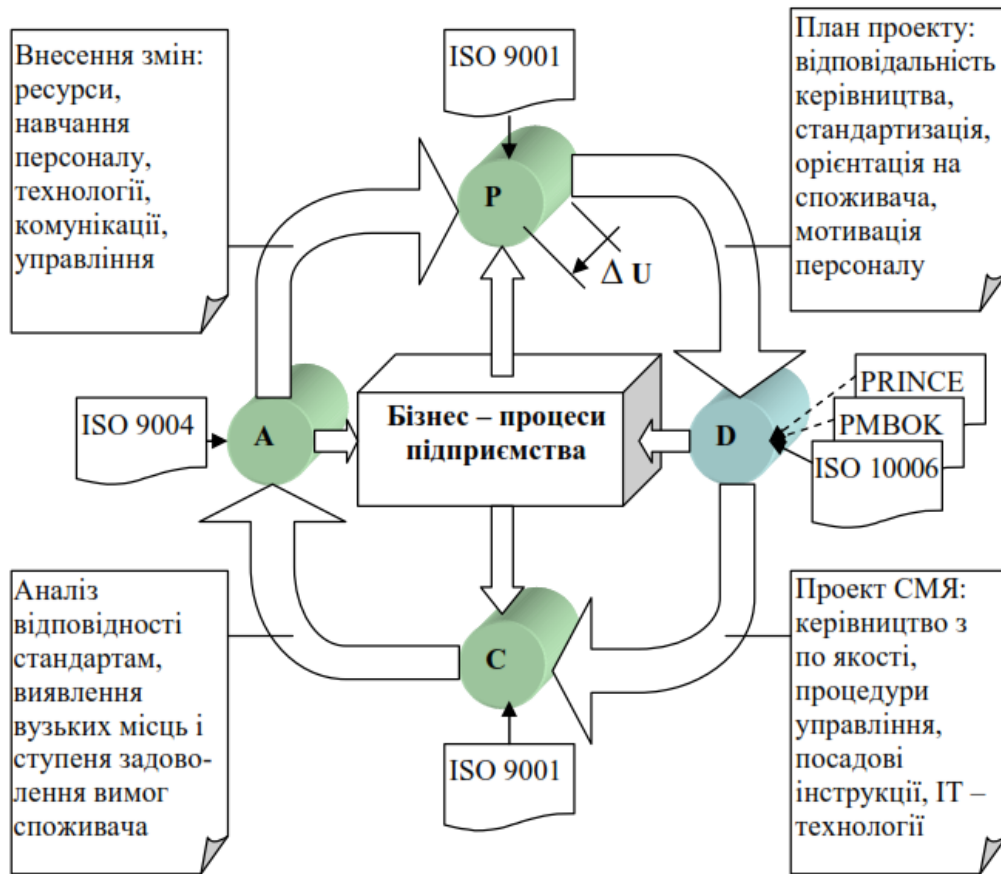 Внесення змін:
ресурси,
навчання
персоналу,
технології,
комунікації,
управління
ISO 9001
План проекту:
відповідальність
керівництва,
стандартизація,
орієнтація на
споживача,
мотивація
персоналу
P
Δ U
ISO 9004
A
Бізнес – процеси
підприємства
D
PRINCE
PMBOK
ISO 10006
Аналіз
відповідності
стандартам,
виявлення
вузьких місць і
ступеня задово-
лення вимог
споживача
C
ISO 9001
Проект СМЯ:
керівництво з
по якості,
процедури
управління,
посадові
інструкції, ІТ –
технології